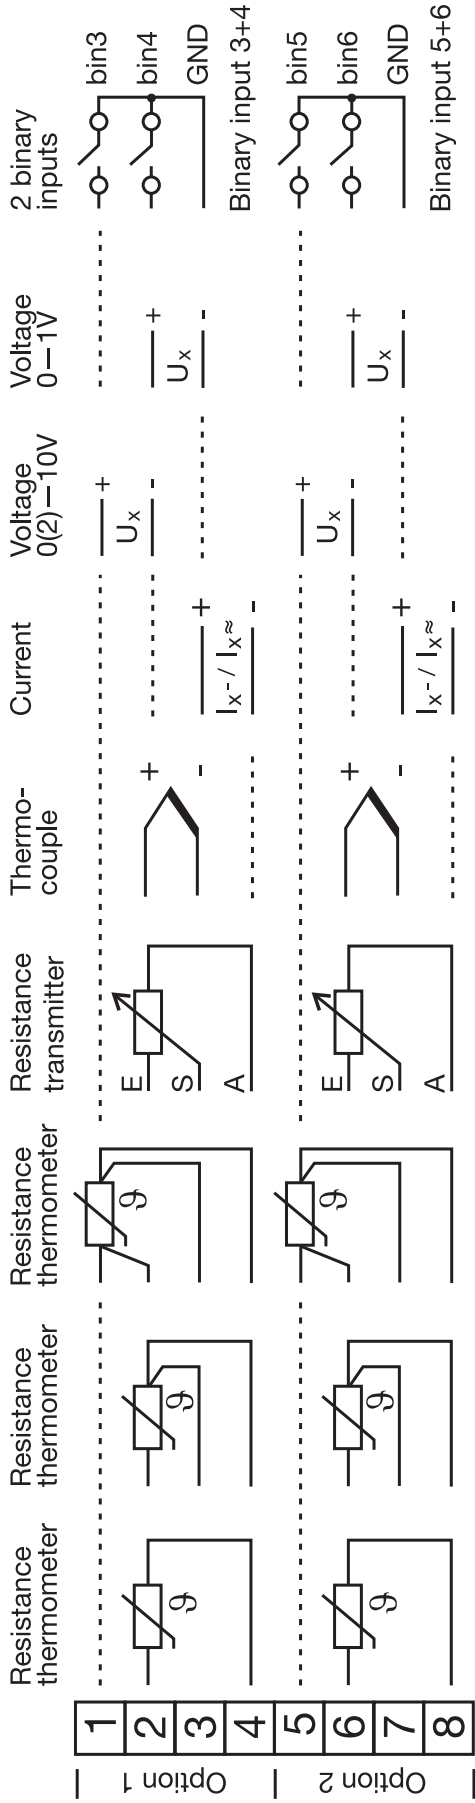 Resistance
thermometer
Resistance
thermometer
Resistance
thermometer
Resistance
transmitter
Thermo-
couple
Current
Voltage
0(2)—10V
Voltage
0—1V
2 binary
inputs
Option 1
1
2
3
4
ϑ
ϑ
ϑ
E
S
A
+
-
+
Ix- / Ix≈
-
+
Ux
-
+
Ux
-
bin3
bin4
GND
Binary input 3+4
Option 2
5
6
7
8
ϑ
ϑ
ϑ
E
S
A
+
-
+
Ix- / Ix≈
-
+
Ux
-
+
Ux
-
bin5
bin6
GND
Binary input 5+6